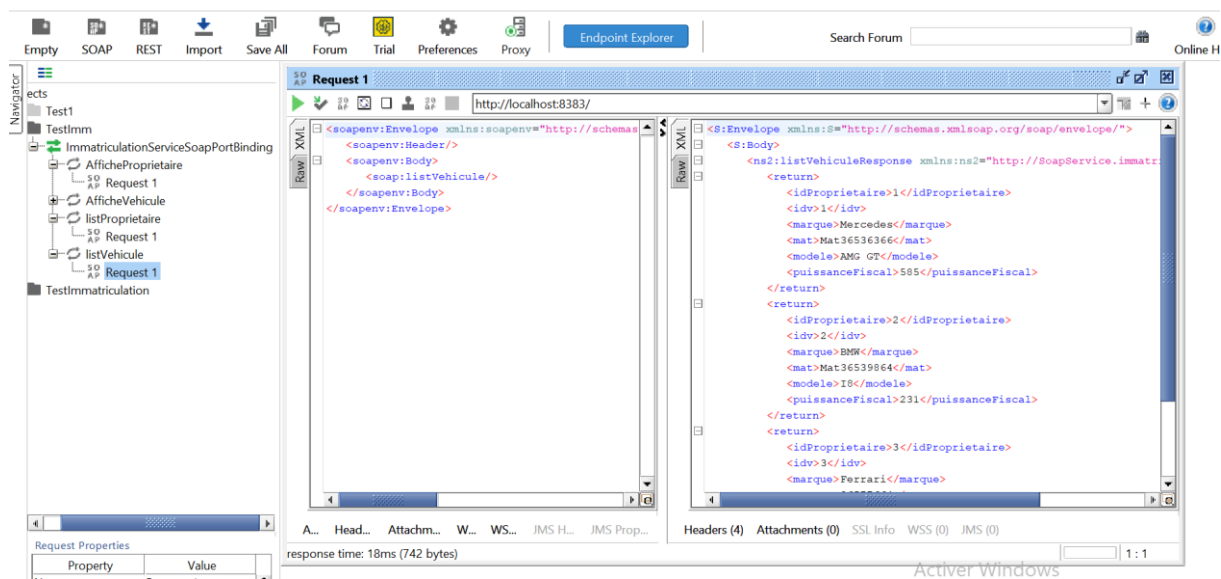 Empty SOAP REST Import Save All Forum Trial Preferences Proxy Endpoint Explorer Search Forum Online H
Navigator
ects
Test1
TestImm
ImmatriculationServiceSoapPortBinding
AfficheProprietaire
Request 1
AfficheVehicule
listProprietaire
Request 1
listVehicule
Request 1
TestImmatriculation
Request Properties
Property Value
Request 1
http://localhost:8383/
XML
Raw
<soapenv:Envelope xmlns:soapenv="http://schemas
<soapenv:Header/>
<soapenv:Body>
<soap:listVehicule/>
</soapenv:Body>
</soapenv:Envelope>
A... Head... Attachm... W... WS... JMS H... JMS Prop...
XML
Raw
<S:Envelope xmlns:S="http://schemas.xmlsoap.org/soap/envelope/">
<S:Body>
<ns2:listVehiculeResponse xmlns:ns2="http://SoapService.immatr
<return>
<idProprietaire>1</idProprietaire>
<idv>1</idv>
<marque>Mercedes</marque>
<mat>Mat36536366</mat>
<modele>AMG GT</modele>
<puissanceFiscal>585</puissanceFiscal>
</return>
<return>
<idProprietaire>2</idProprietaire>
<idv>2</idv>
<marque>BMW</marque>
<mat>Mat36539864</mat>
<modele>I8</modele>
<puissanceFiscal>231</puissanceFiscal>
</return>
<return>
<idProprietaire>3</idProprietaire>
<idv>3</idv>
<marque>Ferrari</marque>
Headers (4) Attachments (0) SSL Info WSS (0) JMS (0)
response time: 18ms (742 bytes)
1 : 1
Activer Windows